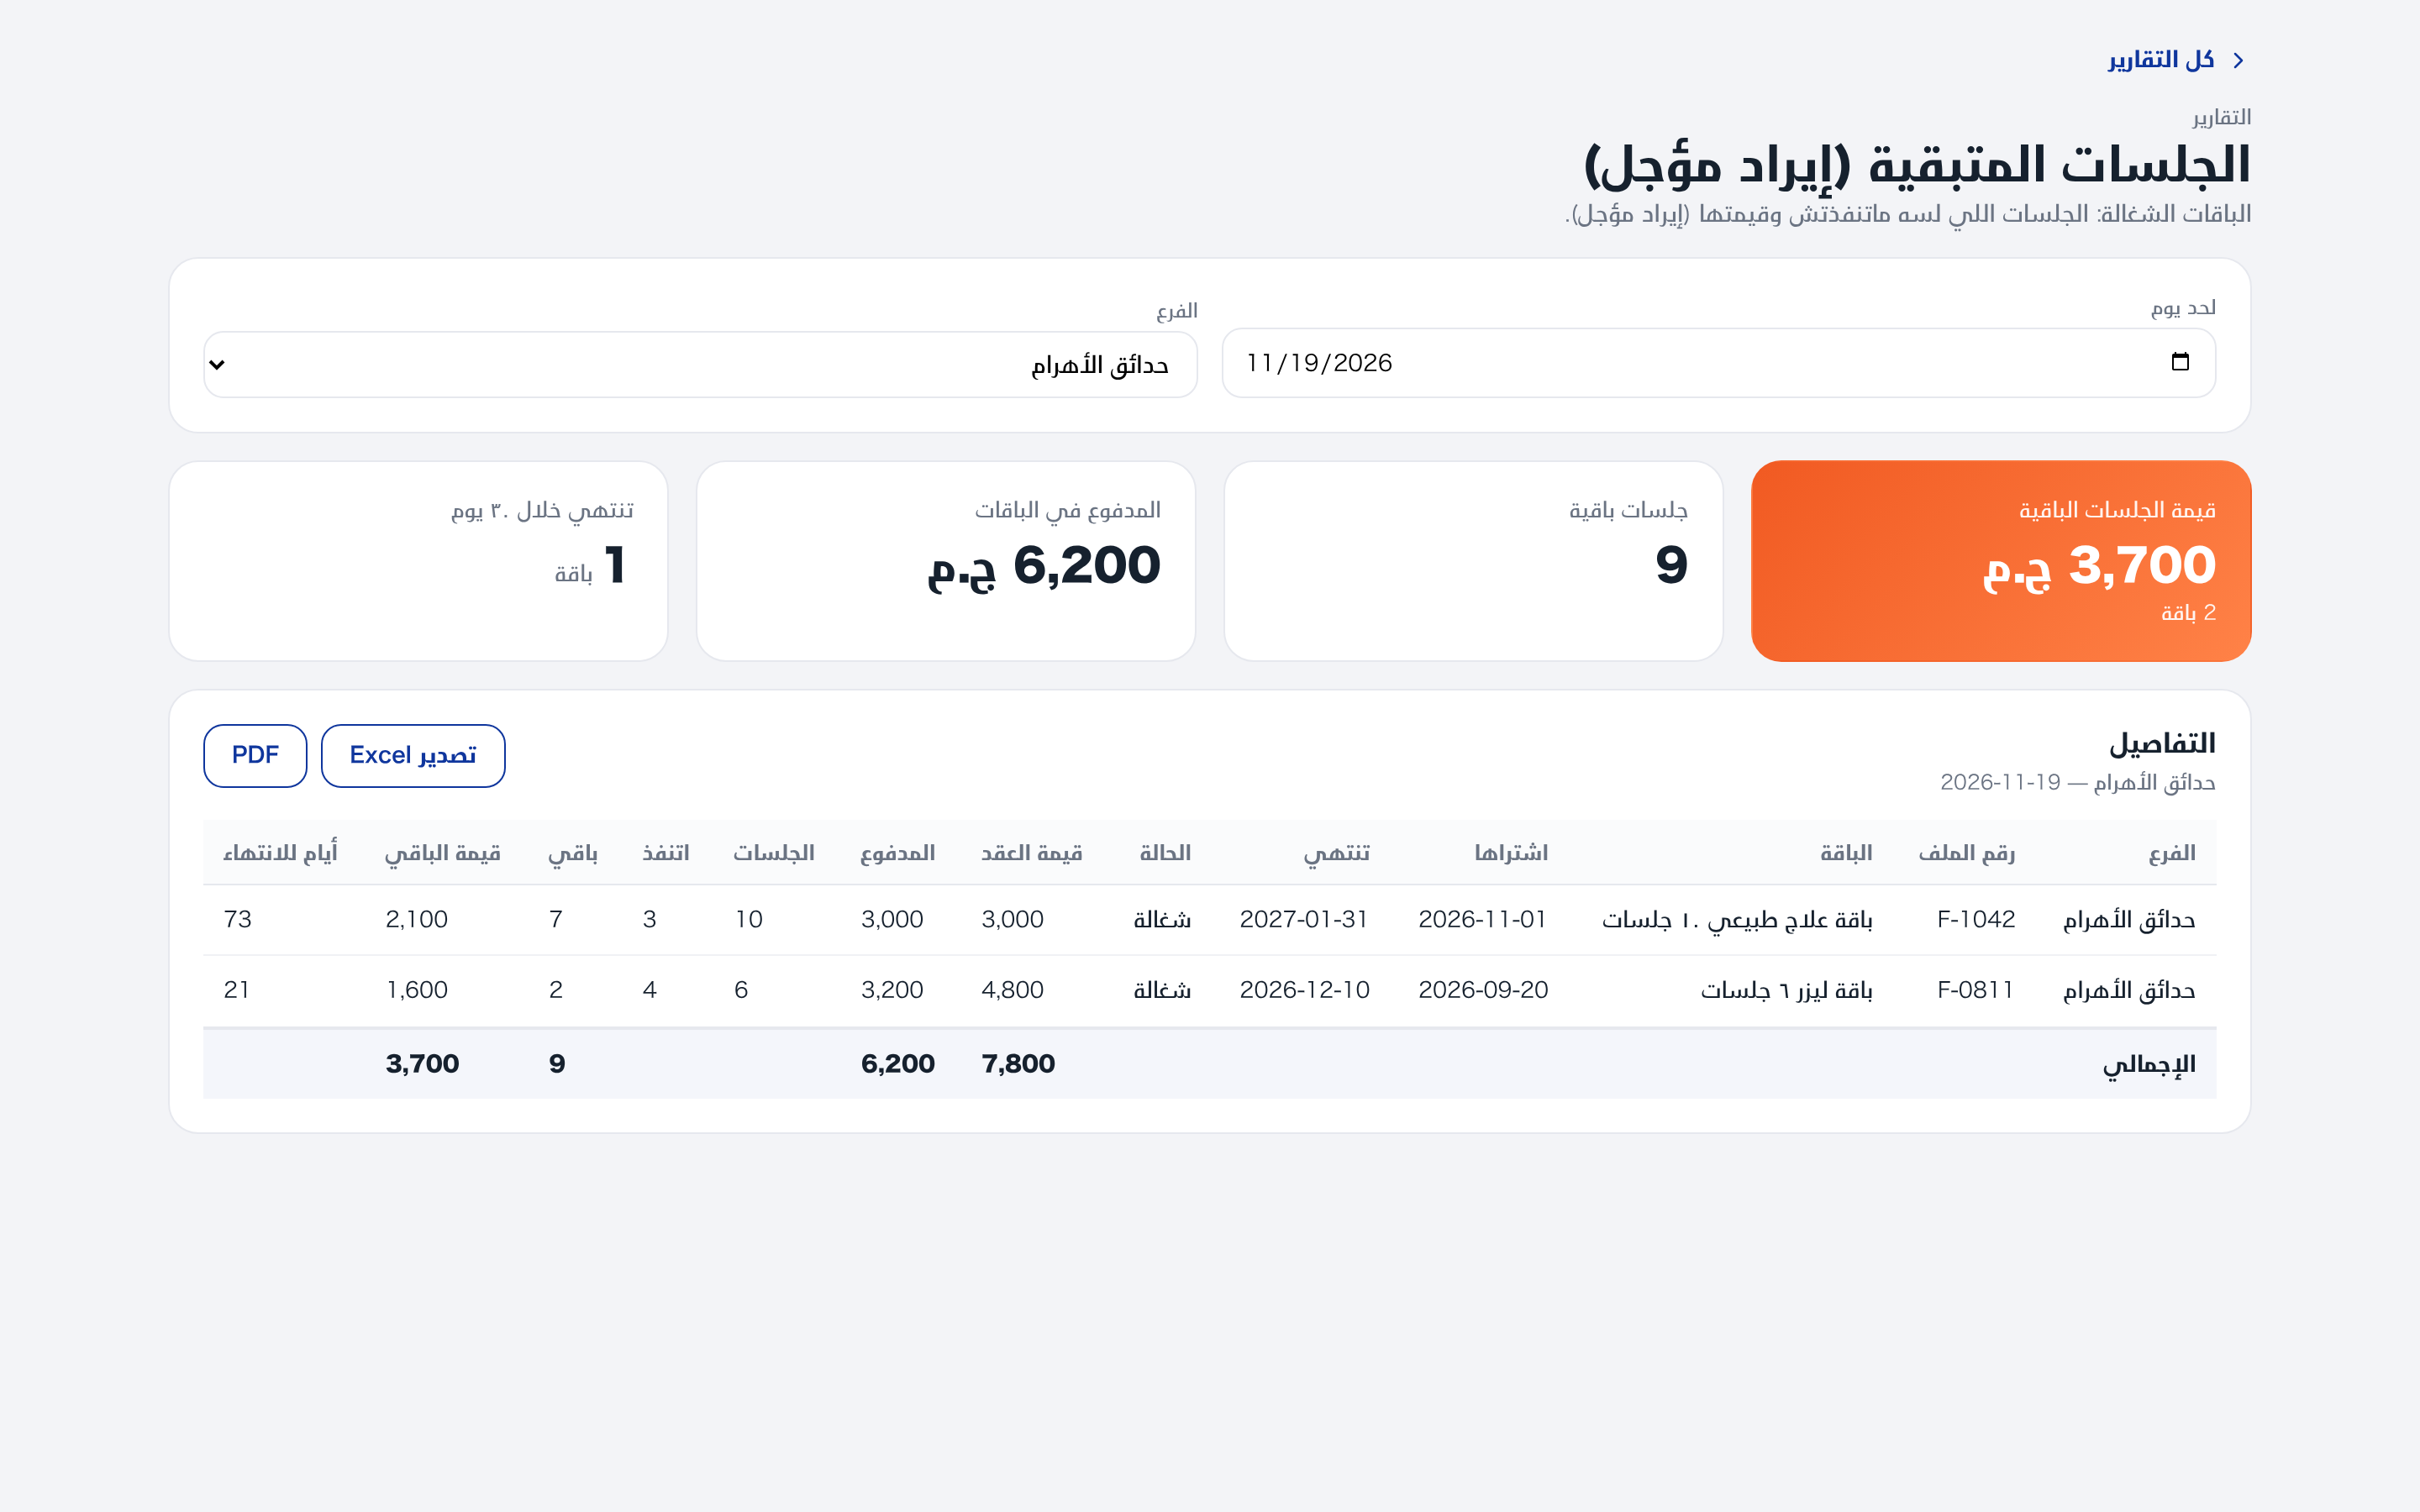 كل التقارير
التقارير
الجلسات المتبقية (إيراد مؤجل)
الباقات الشغالة: الجلسات اللي لسه ماتنفذتش وقيمتها (إيراد مؤجل).
لحد يوم
11/19/2026
الفرع
حدائق الأهرام
قيمة الجلسات الباقية
3,700 ج.م
2 باقة
جلسات باقية
9
المدفوع في الباقات
6,200 ج.م
تنتهي خلال ٣٠ يوم
1 باقة
التفاصيل
حدائق الأهرام — 2026-11-19
تصدير Excel
PDF
الفرع رقم الملف الباقة اشتراها تنتهي الحالة قيمة العقد المدفوع الجلسات اتنفذ باقي قيمة الباقي أيام للانتهاء
حدائق الأهرام F-1042 باقة علاج طبيعي ١٠ جلسات 2026-11-01 2027-01-31 شغالة 3,000 3,000 10 3 7 2,100 73
حدائق الأهرام F-0811 باقة ليزر ٦ جلسات 2026-09-20 2026-12-10 شغالة 4,800 3,200 6 4 2 1,600 21
الإجمالي 7,800 6,200 9 3,700